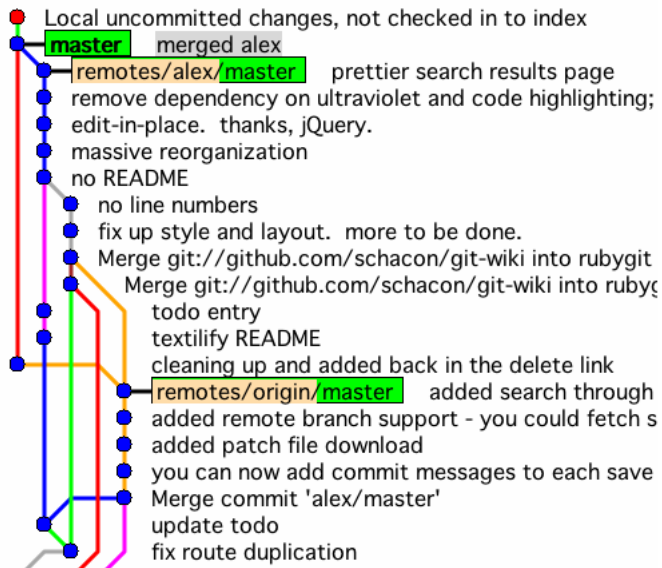 Local uncommitted changes, not checked in to index
master merged alex
remotes/alex/master prettier search results page
remove dependency on ultraviolet and code highlighting;
edit-in-place. thanks, jQuery.
massive reorganization
no README
no line numbers
fix up style and layout. more to be done.
Merge git://github.com/schacon/git-wiki into rubygit
Merge git://github.com/schacon/git-wiki into rubyg
todo entry
textilify README
cleaning up and added back in the delete link
remotes/origin/master added search through
added remote branch support - you could fetch s
added patch file download
you can now add commit messages to each save
Merge commit 'alex/master'
update todo
fix route duplication